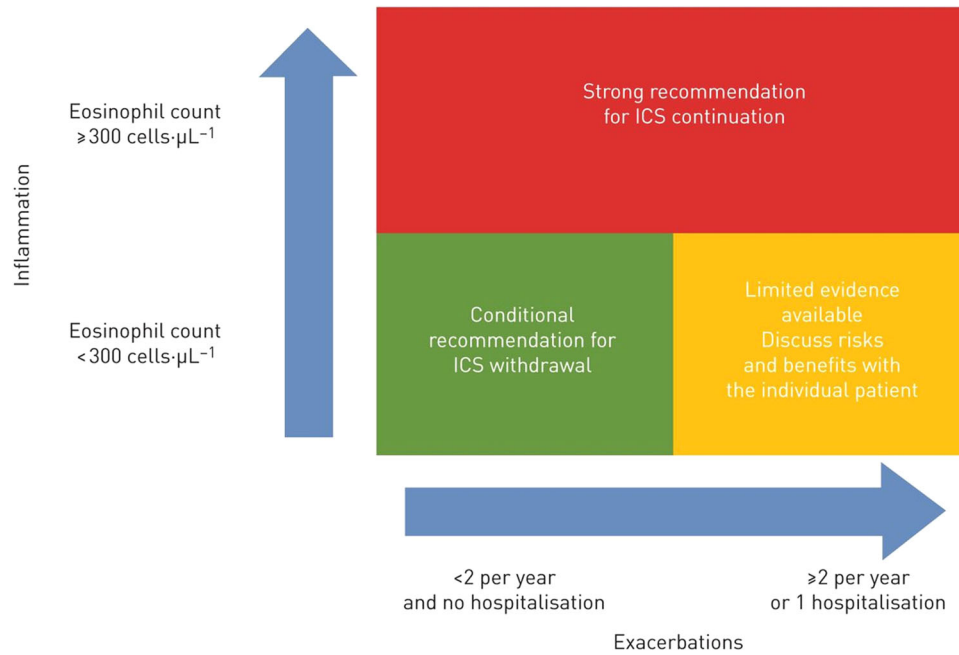 Strong recommendation
for ICS continuation
Eosinophil count
≥300 cells·µL⁻¹
Inflammation
Eosinophil count
<300 cells·µL⁻¹
Conditional
recommendation for
ICS withdrawal
Limited evidence
available
Discuss risks
and benefits with
the individual patient
<2 per year
and no hospitalisation
≥2 per year
or 1 hospitalisation
Exacerbations